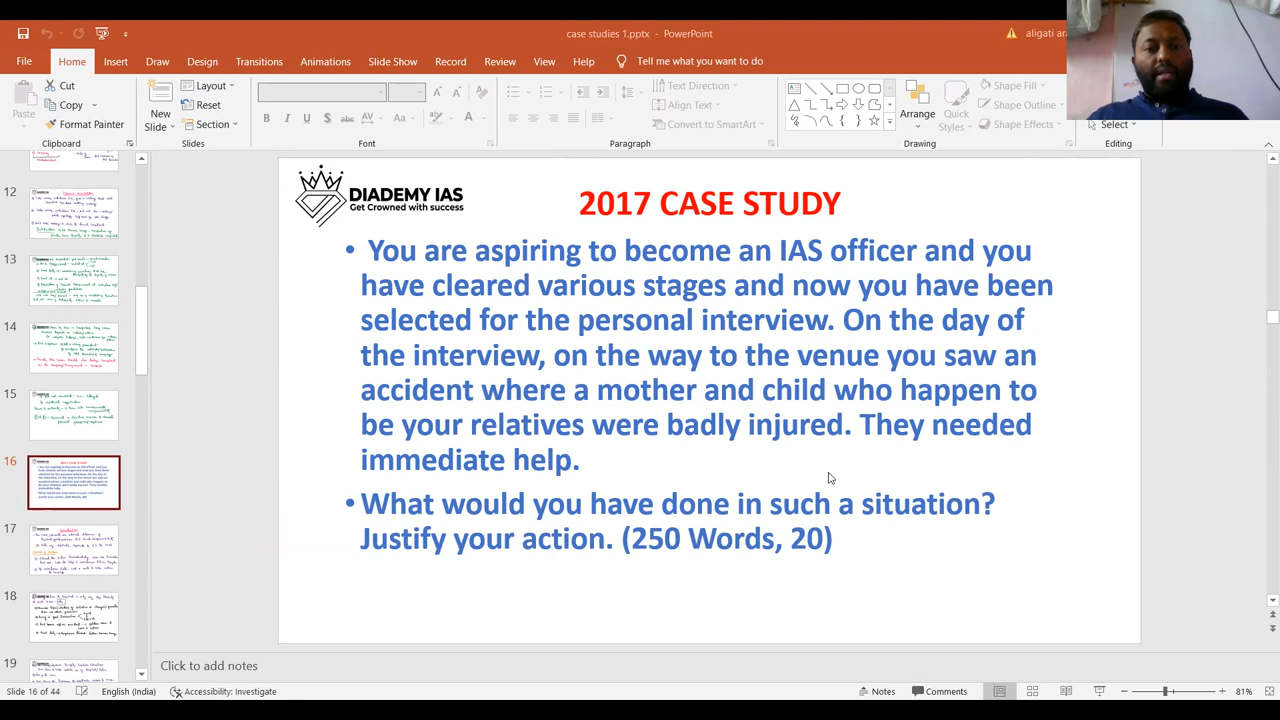 case studies 1.pptx - PowerPoint
aligati ar
File Home Insert Draw Design Transitions Animations Slide Show Record Review View Help Tell me what you want to do
Paste
Cut
Copy
Format Painter
Clipboard
New Slide
Layout
Reset
Section
Slides
Font
Paragraph
Text Direction
Align Text
Convert to SmartArt
Arrange
Quick Styles
Drawing
Shape Fill
Shape Outline
Shape Effects
Select
Editing
12
13
14
15
16
17
18
19
DIADEMY IAS
Get Crowned with success
2017 CASE STUDY
• You are aspiring to become an IAS officer and you
have cleared various stages and now you have been
selected for the personal interview. On the day of
the interview, on the way to the venue you saw an
accident where a mother and child who happen to
be your relatives were badly injured. They needed
immediate help.
• What would you have done in such a situation?
Justify your action. (250 Words, 20)
Click to add notes
Slide 16 of 44 English (India) Accessibility: Investigate Notes Comments 81%